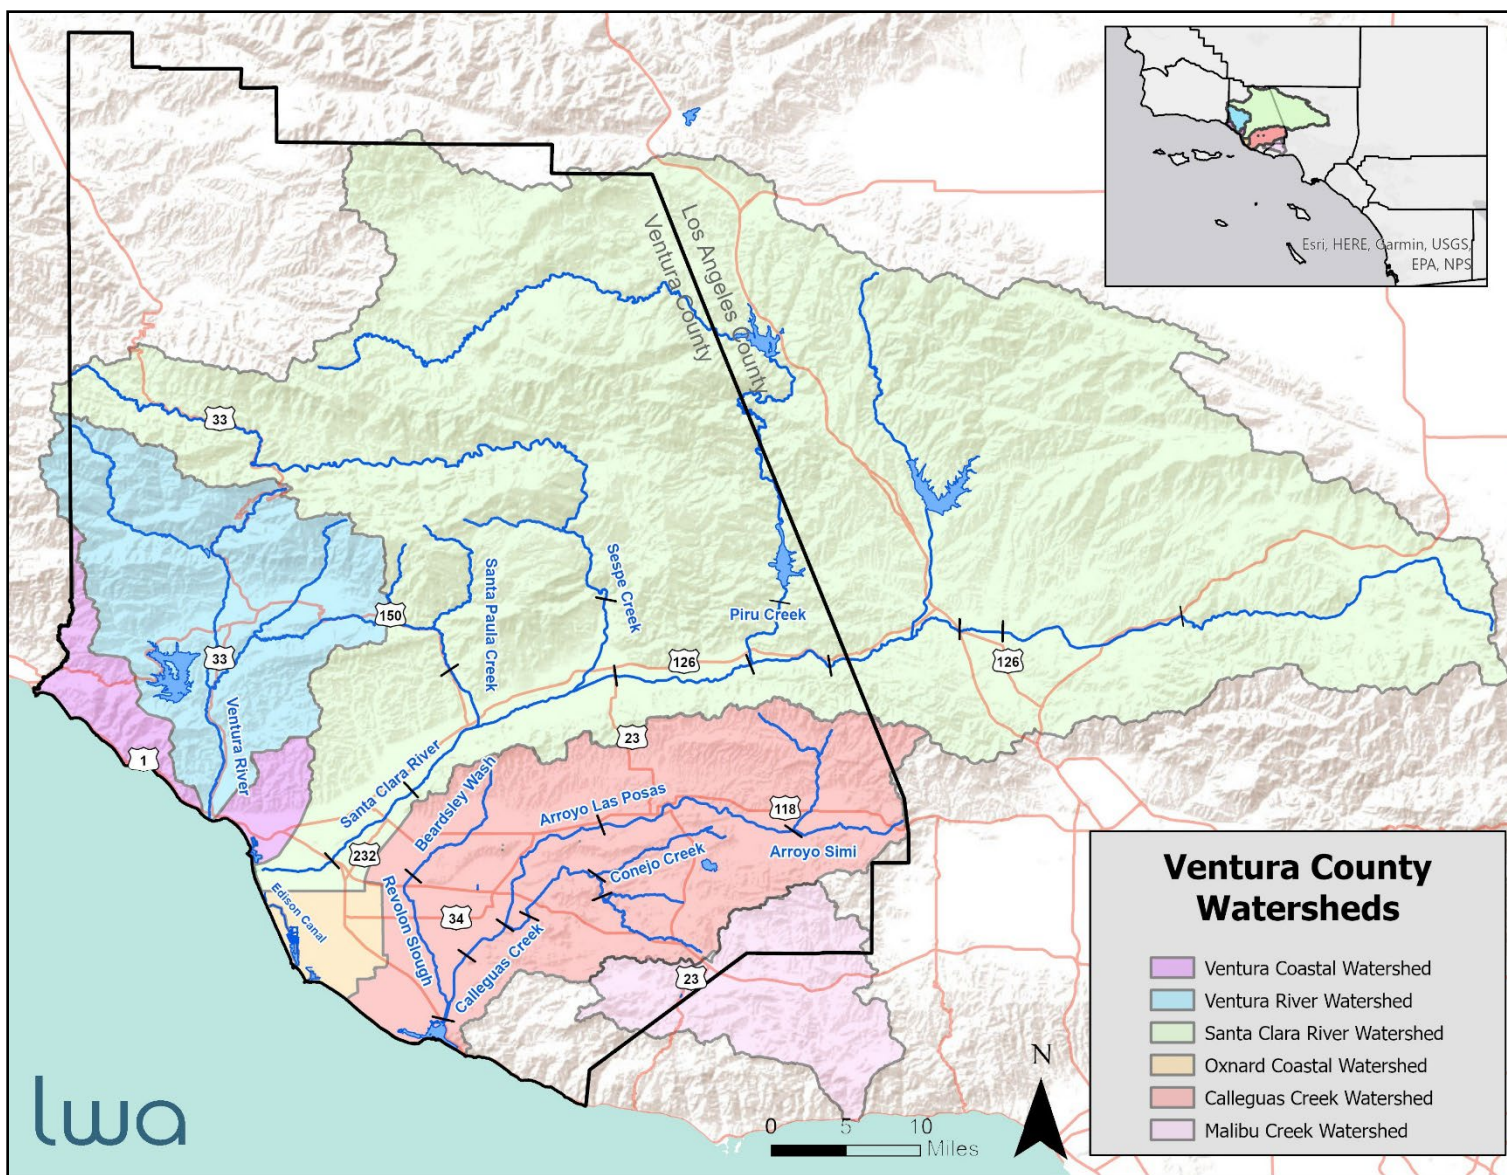 Esri, HERE, Garmin, USGS,
EPA, NPS
Los Angeles County
Ventura County
33
Sespe Creek
Santa Paula Creek
150
Piru Creek
33
126
126
Ventura River
23
1
Santa Clara River
Beardsley Wash
Arroyo Las Posas
118
232
Conejo Creek
Arroyo Simi
Edison Canal
Revolon Slough
34
Calleguas Creek
23
Ventura County
Watersheds
Ventura Coastal Watershed
Ventura River Watershed
Santa Clara River Watershed
Oxnard Coastal Watershed
Calleguas Creek Watershed
Malibu Creek Watershed
N
0 5 10
Miles
lwa